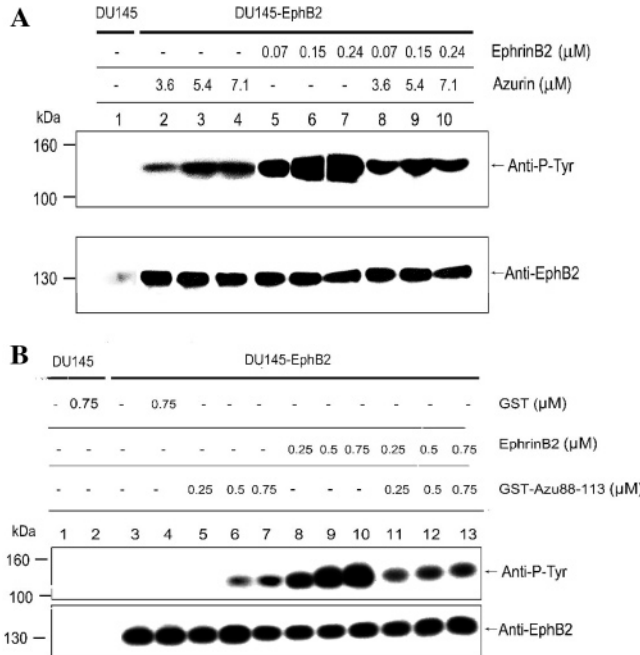 A
DU145 DU145-EphB2
- - - - 0.07 0.15 0.24 0.07 0.15 0.24 EphrinB2 (μM)
- 3.6 5.4 7.1 - - - 3.6 5.4 7.1 Azurin (μM)
kDa 1 2 3 4 5 6 7 8 9 10
160
←Anti-P-Tyr
100
130 ←Anti-EphB2
B
DU145 DU145-EphB2
- 0.75 - 0.75 - - - - - - - - - GST (μM)
- - - - - - - 0.25 0.5 0.75 0.25 0.5 0.75 EphrinB2 (μM)
- - - - 0.25 0.5 0.75 - - - 0.25 0.5 0.75 GST-Azu88-113 (μM)
kDa 1 2 3 4 5 6 7 8 9 10 11 12 13
160
←Anti-P-Tyr
100
130 ←Anti-EphB2